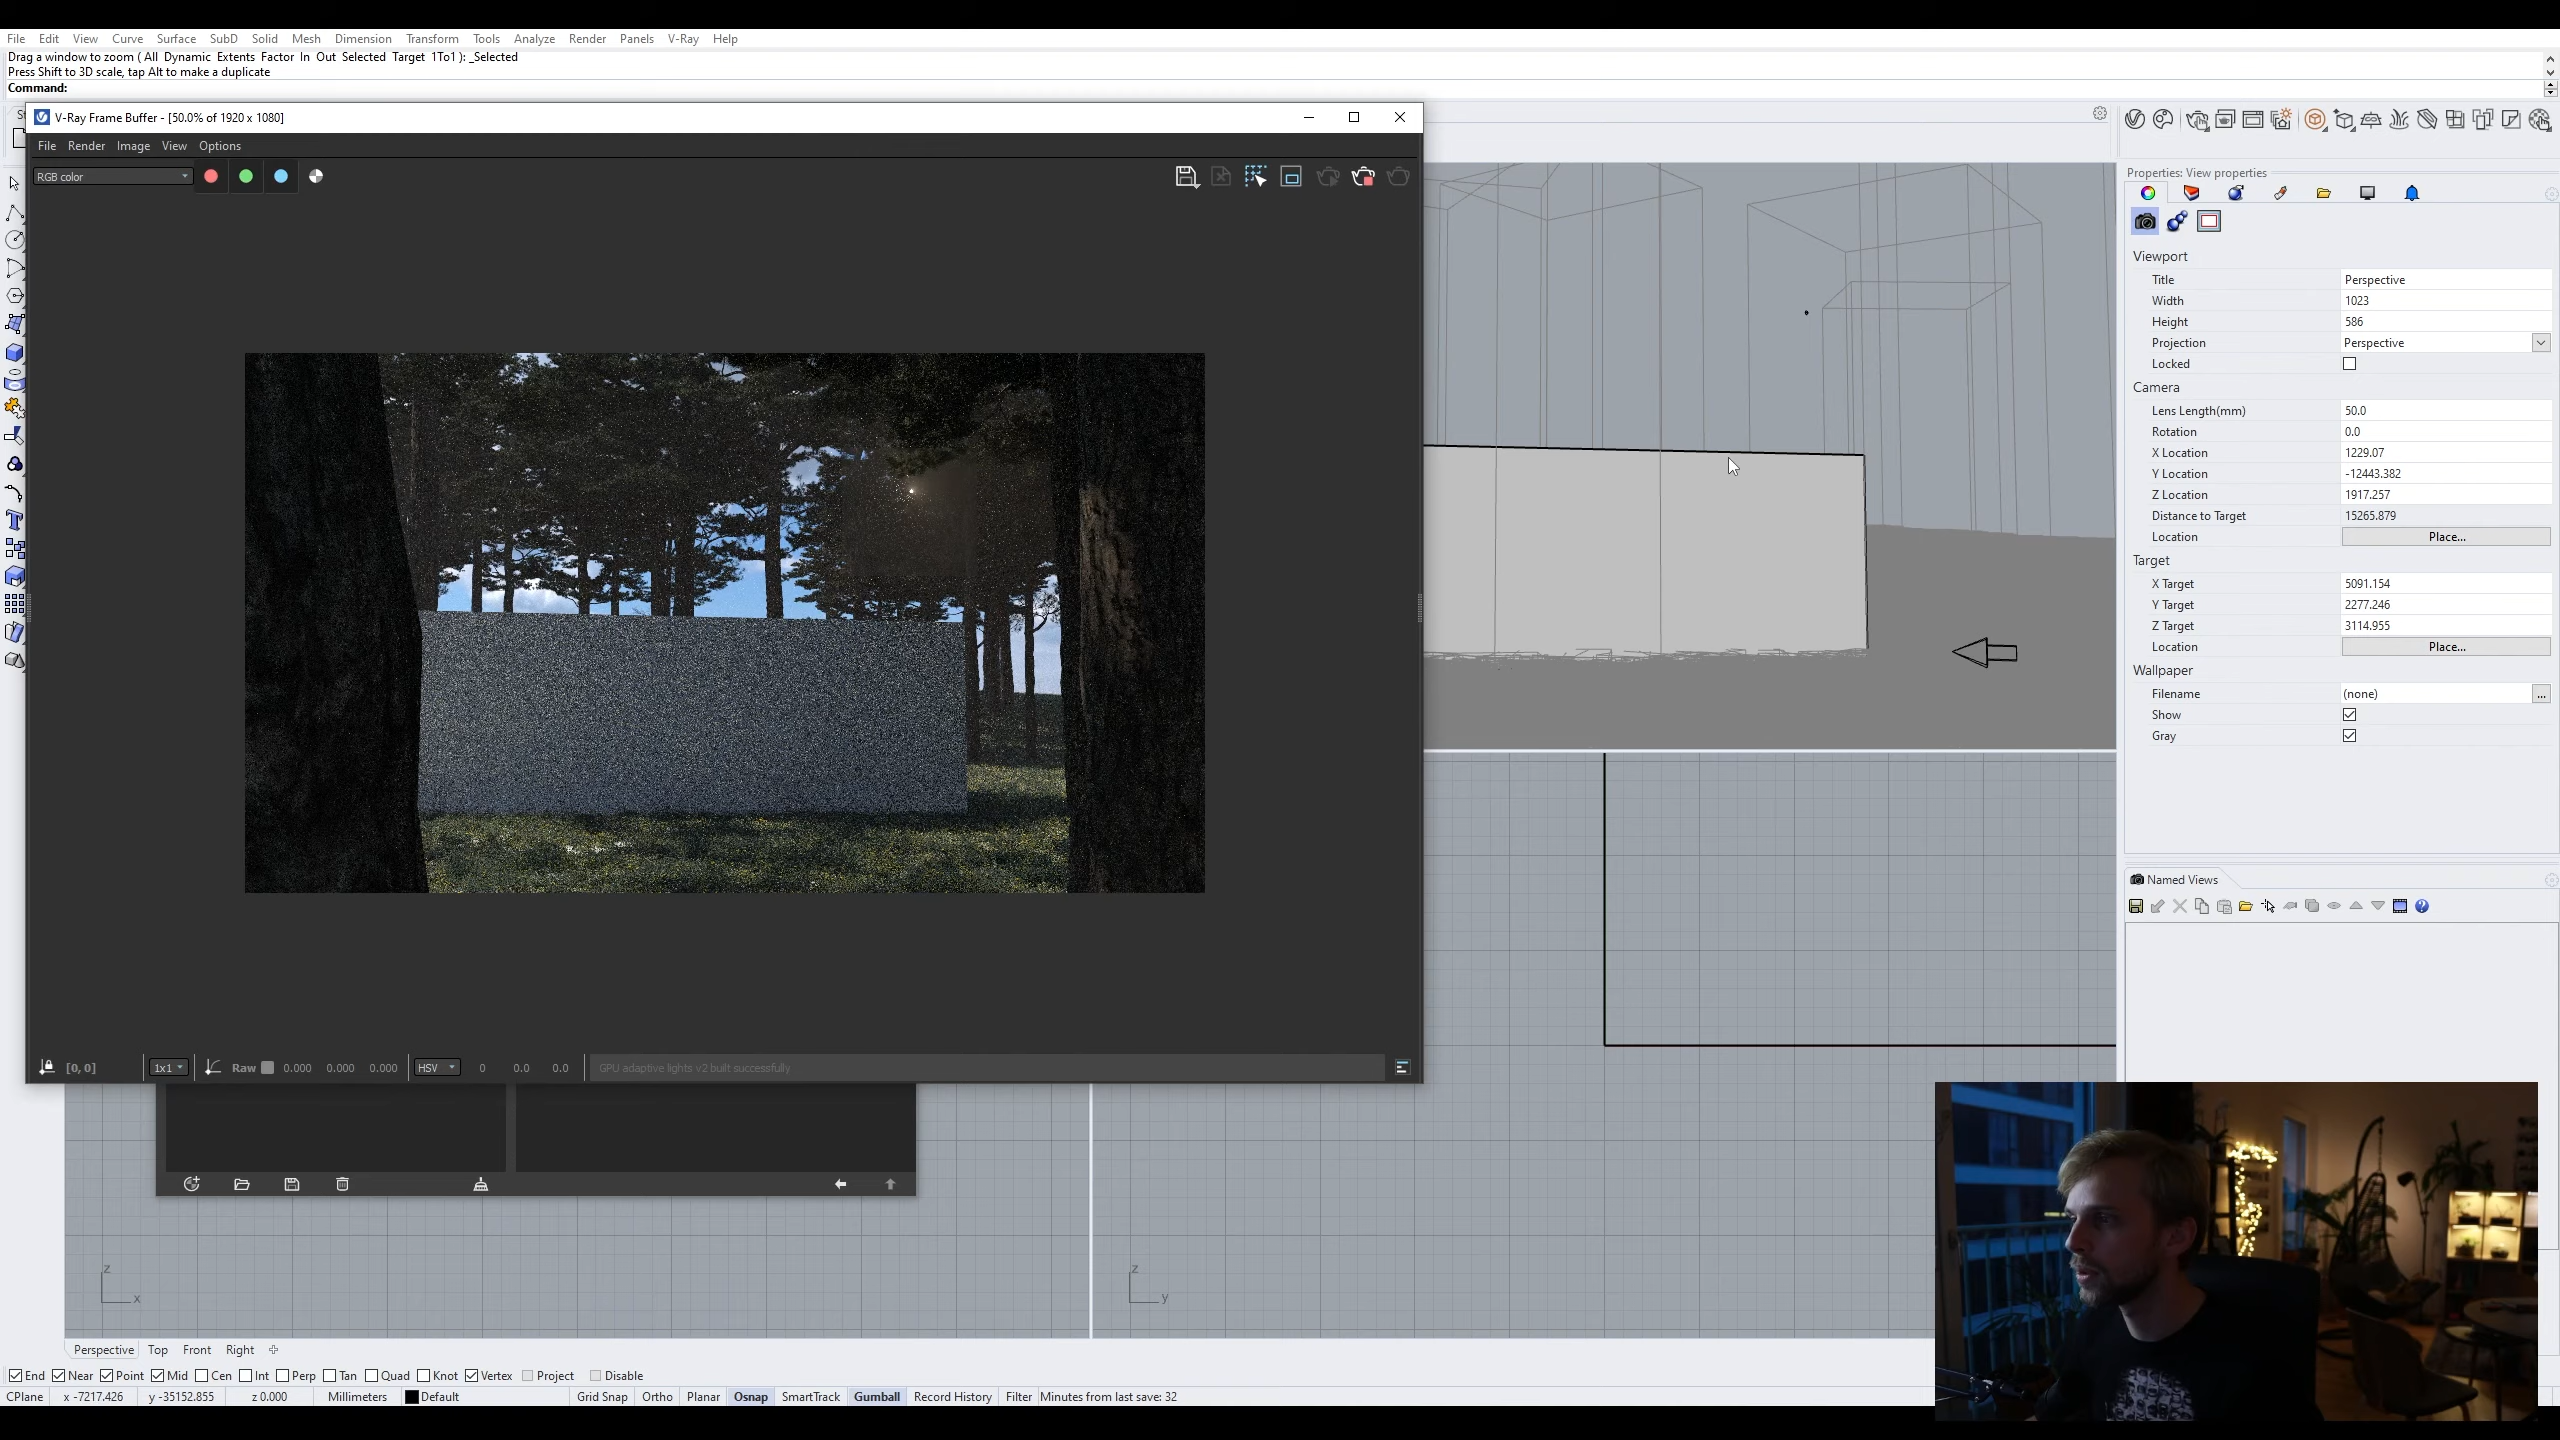 File Edit View Curve Surface SubD Solid Mesh Dimension Transform Tools Analyze Render Panels V-Ray Help
Drag a window to zoom ( All Dynamic Extents Factor In Out Selected Target 1To1 ): _Selected
Press Shift to 3D scale, tap Alt to make a duplicate
Command:
V-Ray Frame Buffer - [50.0% of 1920 x 1080]
File Render Image View Options
RGB color
Properties: View properties
Viewport
Title Perspective
Width 1023
Height 586
Projection Perspective
Locked
Camera
Lens Length(mm) 50.0
Rotation 0.0
X Location 1229.07
Y Location -12443.382
Z Location 1917.257
Distance to Target 15265.879
Location Place...
Target
X Target 5091.154
Y Target 2277.246
Z Target 3114.955
Location Place...
Wallpaper
Filename (none) ...
Show
Gray
Named Views
[0, 0] 1x1 Raw 0.000 0.000 0.000 HSV 0 0.0 0.0 GPU adaptive lights v2 built successfully
z
x
z
y
Perspective Top Front Right
End Near Point Mid Cen Int Perp Tan Quad Knot Vertex Project Disable
CPlane x -7217.426 y -35152.855 z 0.000 Millimeters Default Grid Snap Ortho Planar Osnap SmartTrack Gumball Record History Filter Minutes from last save: 32